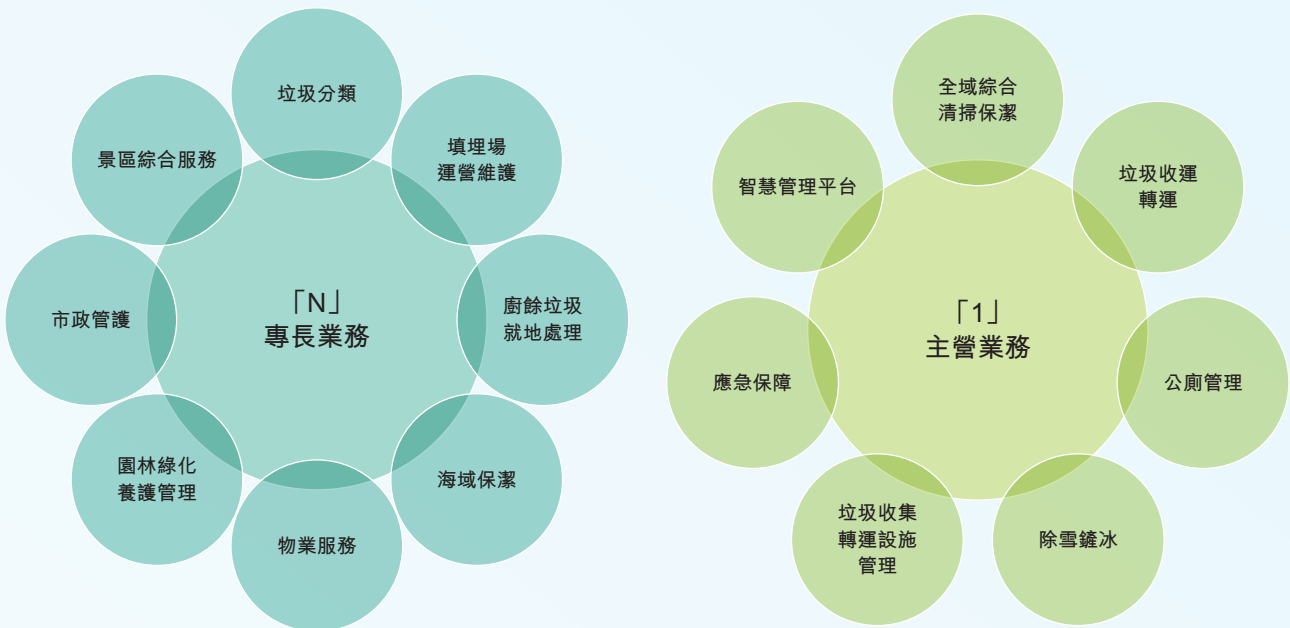 垃圾分類
填埋場
運營維護
廚餘垃圾
就地處理
海域保潔
物業服務
園林綠化
養護管理
市政管護
景區綜合服務
「N」
專長業務
全域綜合
清掃保潔
垃圾收運
轉運
公廁管理
除雪鏟冰
垃圾收集
轉運設施
管理
應急保障
智慧管理平台
「1」
主營業務